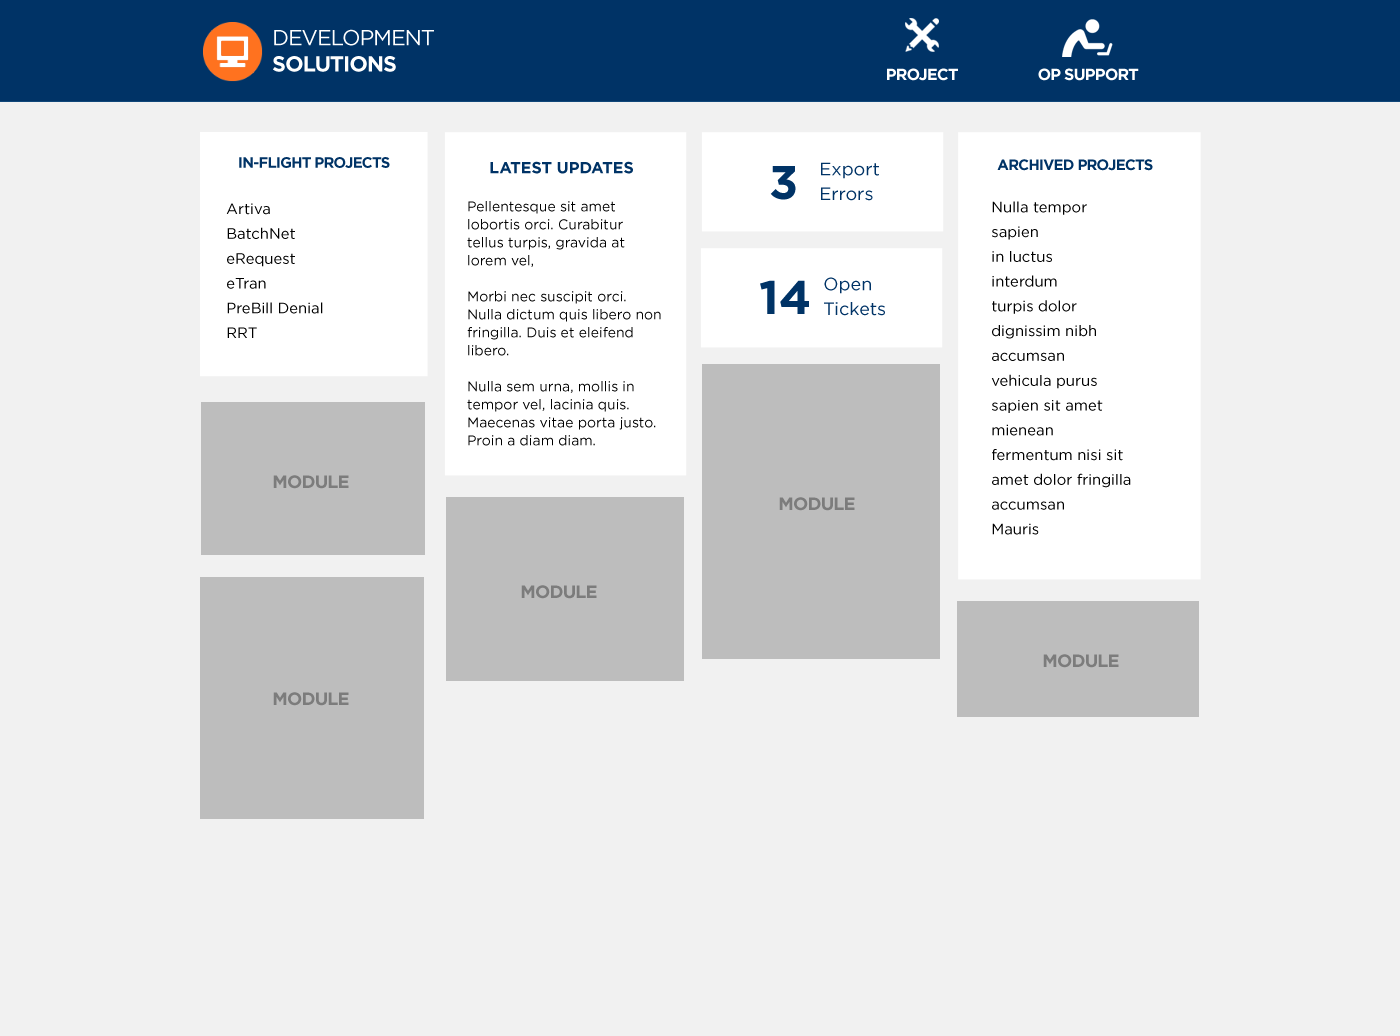 DEVELOPMENT
SOLUTIONS
PROJECT
OP SUPPORT
IN-FLIGHT PROJECTS
Artiva
BatchNet
eRequest
eTran
PreBill Denial
RRT
MODULE
MODULE
LATEST UPDATES
Pellentesque sit amet
lobortis orci. Curabitur
tellus turpis, gravida at
lorem vel,
Morbi nec suscipit orci.
Nulla dictum quis libero non
fringilla. Duis et eleifend
libero.
Nulla sem urna, mollis in
tempor vel, lacinia quis.
Maecenas vitae porta justo.
Proin a diam diam.
MODULE
3 Export
Errors
14 Open
Tickets
MODULE
ARCHIVED PROJECTS
Nulla tempor
sapien
in luctus
interdum
turpis dolor
dignissim nibh
accumsan
vehicula purus
sapien sit amet
mienean
fermentum nisi sit
amet dolor fringilla
accumsan
Mauris
MODULE